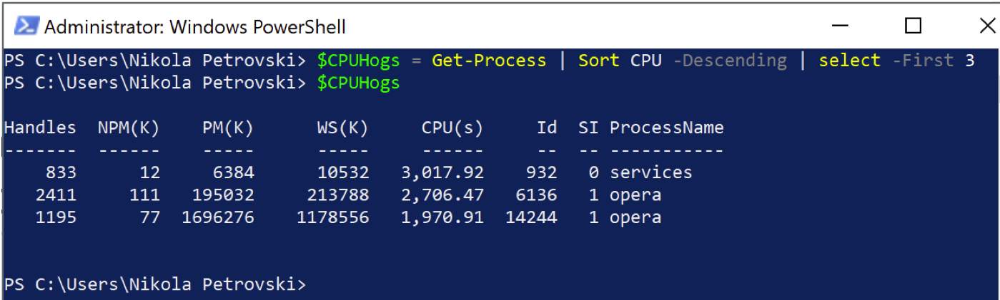 Administrator: Windows PowerShell
PS C:\Users\Nikola Petrovski> $CPUHogs = Get-Process | Sort CPU -Descending | select -First 3
PS C:\Users\Nikola Petrovski> $CPUHogs
Handles  NPM(K)    PM(K)      WS(K)     CPU(s)     Id  SI ProcessName
-------  ------    -----      -----     ------     --  -- -----------
    833      12     6384      10532   3,017.92    932   0 services
   2411     111   195032     213788   2,706.47   6136   1 opera
   1195      77  1696276    1178556   1,970.91  14244   1 opera
PS C:\Users\Nikola Petrovski>